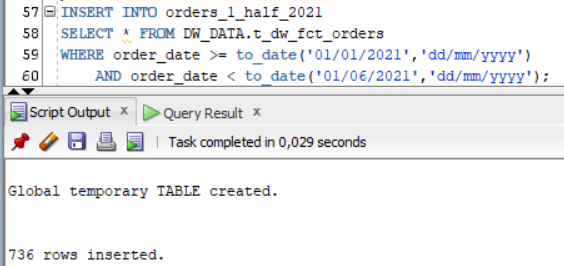 57 INSERT INTO orders_1_half_2021
58 SELECT * FROM DW_DATA.t_dw_fct_orders
59 WHERE order_date >= to_date('01/01/2021','dd/mm/yyyy')
60 AND order_date < to_date('01/06/2021','dd/mm/yyyy');
Script Output x Query Result x
Task completed in 0,029 seconds
Global temporary TABLE created.
736 rows inserted.